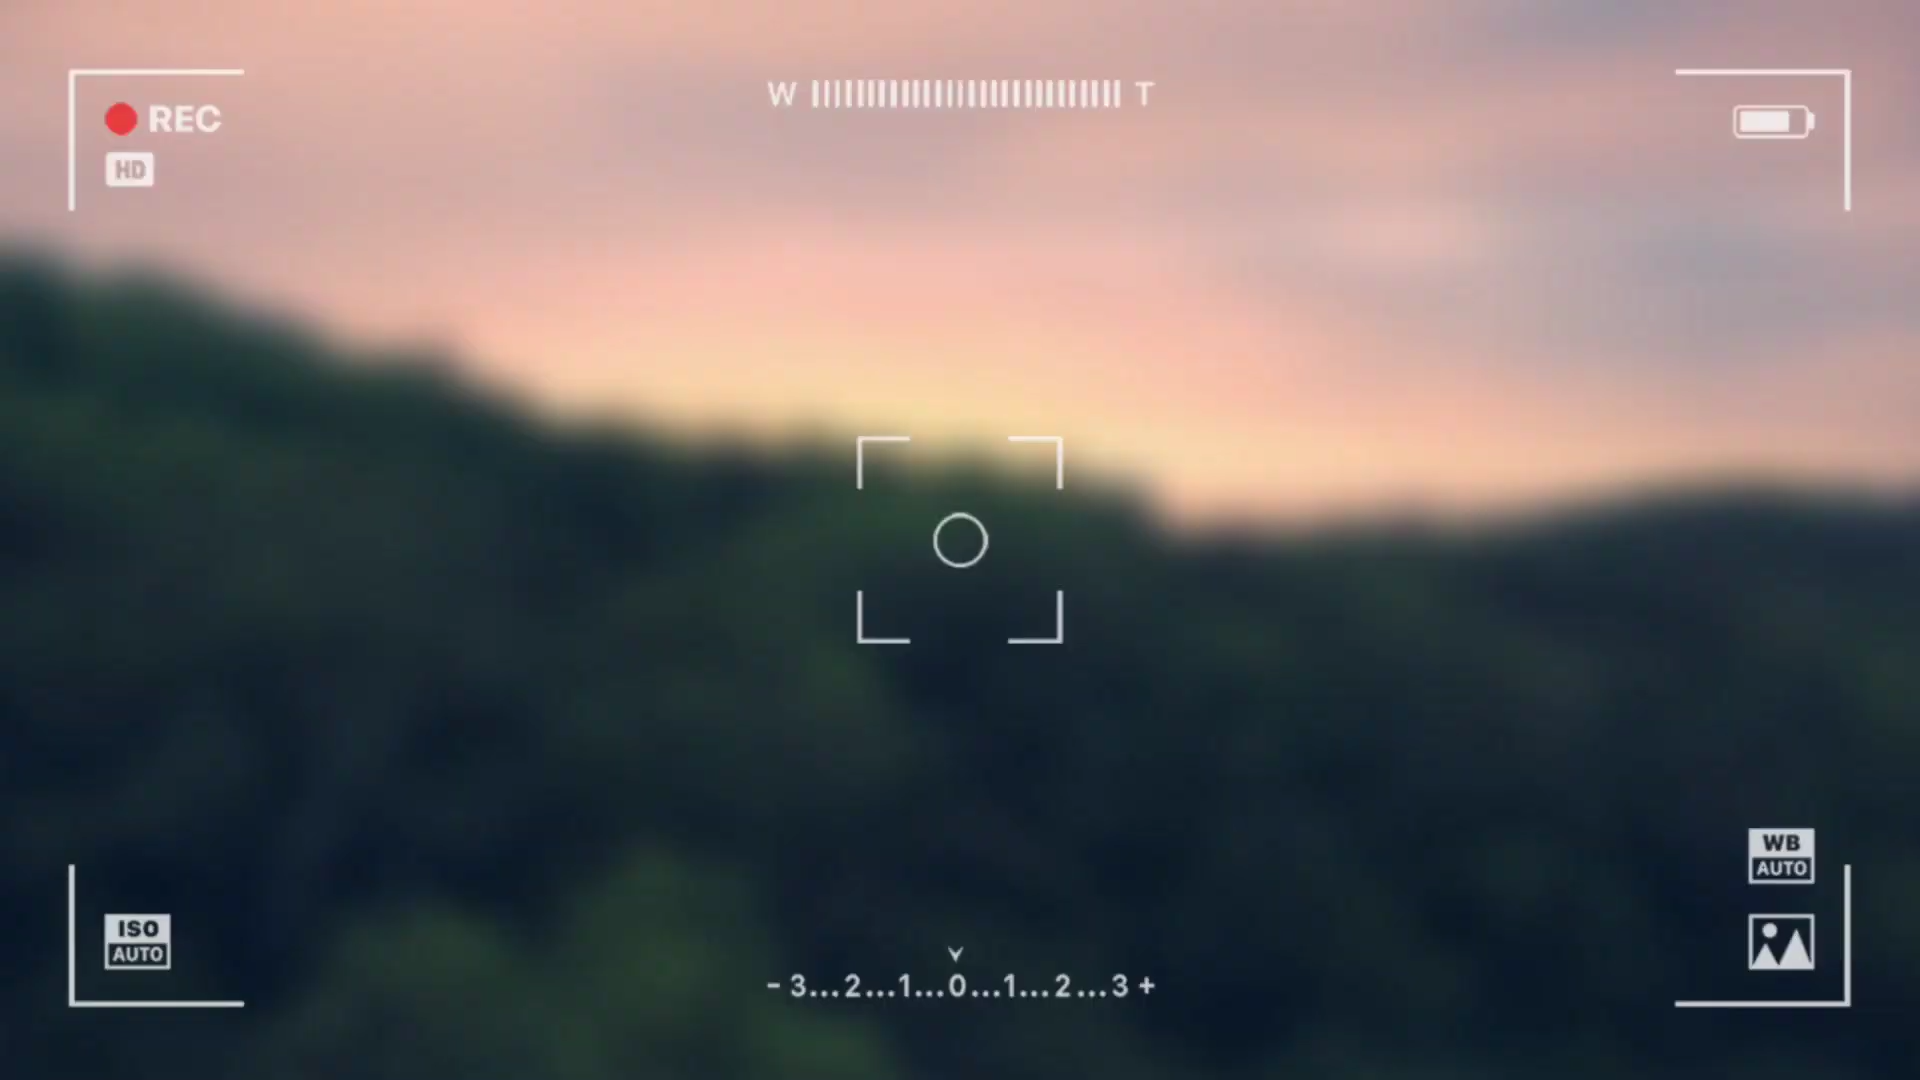 REC
W T
HD
ISO
AUTO
WB
AUTO
- 3...2...1...0...1...2...3 +